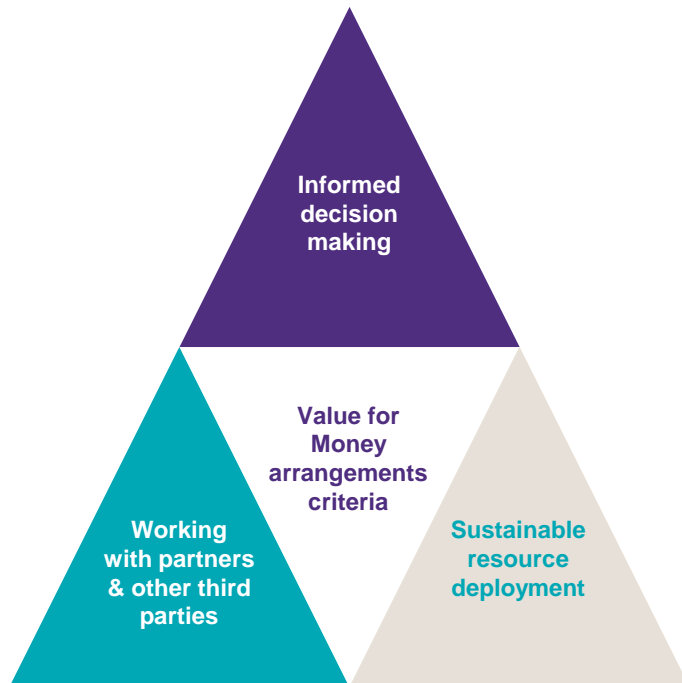 Informed
decision
making
Value for
Money
arrangements
criteria
Working
with partners
& other third
parties
Sustainable
resource
deployment